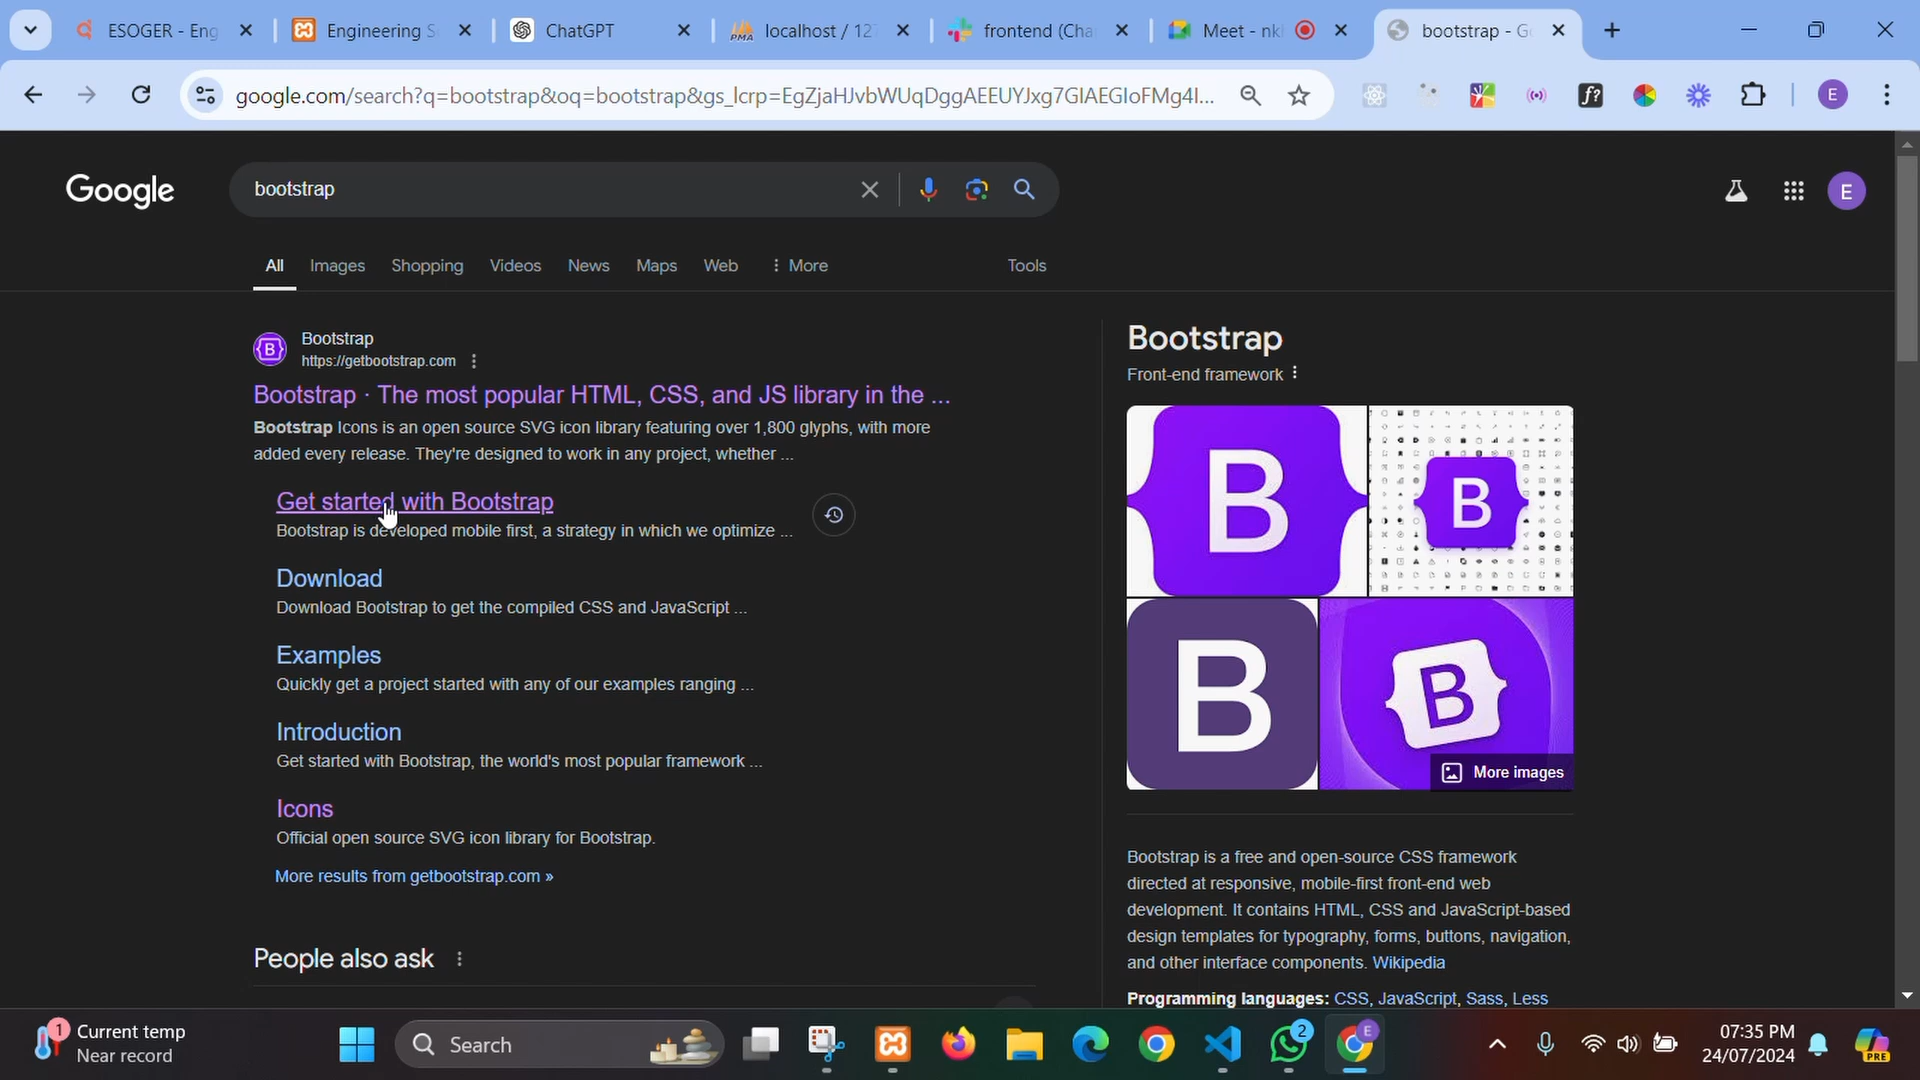 ESOGER - Eng
Engineering S
ChatGPT
localhost / 127
frontend (Cha
Meet - nk
bootstrap - G
google.com/search?q=bootstrap&oq=bootstrap&gs_lcrp=EgZjaHJvbWUqDggAEEUYJxg7GIAEGIoFMg4I...
E
Google
bootstrap
E
All Images Shopping Videos News Maps Web More Tools
Bootstrap
https://getbootstrap.com
Bootstrap · The most popular HTML, CSS, and JS library in the ...
Bootstrap Icons is an open source SVG icon library featuring over 1,800 glyphs, with more
added every release. They're designed to work in any project, whether ...
Get started with Bootstrap
Bootstrap is developed mobile first, a strategy in which we optimize ...
Download
Download Bootstrap to get the compiled CSS and JavaScript ...
Examples
Quickly get a project started with any of our examples ranging ...
Introduction
Get started with Bootstrap, the world's most popular framework ...
Icons
Official open source SVG icon library for Bootstrap.
More results from getbootstrap.com »
People also ask
Bootstrap
Front-end framework
B
B
B
B
More images
Bootstrap is a free and open-source CSS framework
directed at responsive, mobile-first front-end web
development. It contains HTML, CSS and JavaScript-based
design templates for typography, forms, buttons, navigation,
and other interface components. Wikipedia
Programming languages: CSS, JavaScript, Sass, Less
1
Current temp
Near record
Search
2
E
07:35 PM
24/07/2024
PRE